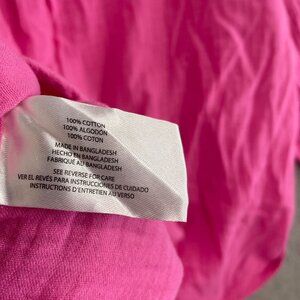 100% COTTON
100% ALGODÓN
100% COTON
MADE IN BANGLADESH
HECHO EN BANGLADESH
FABRIQUÉ AU BANGLADESH
SEE REVERSE FOR CARE
VER EL REVÉS PARA INSTRUCCIONES DE CUIDADO
INSTRUCTIONS D'ENTRETIEN AU VERSO